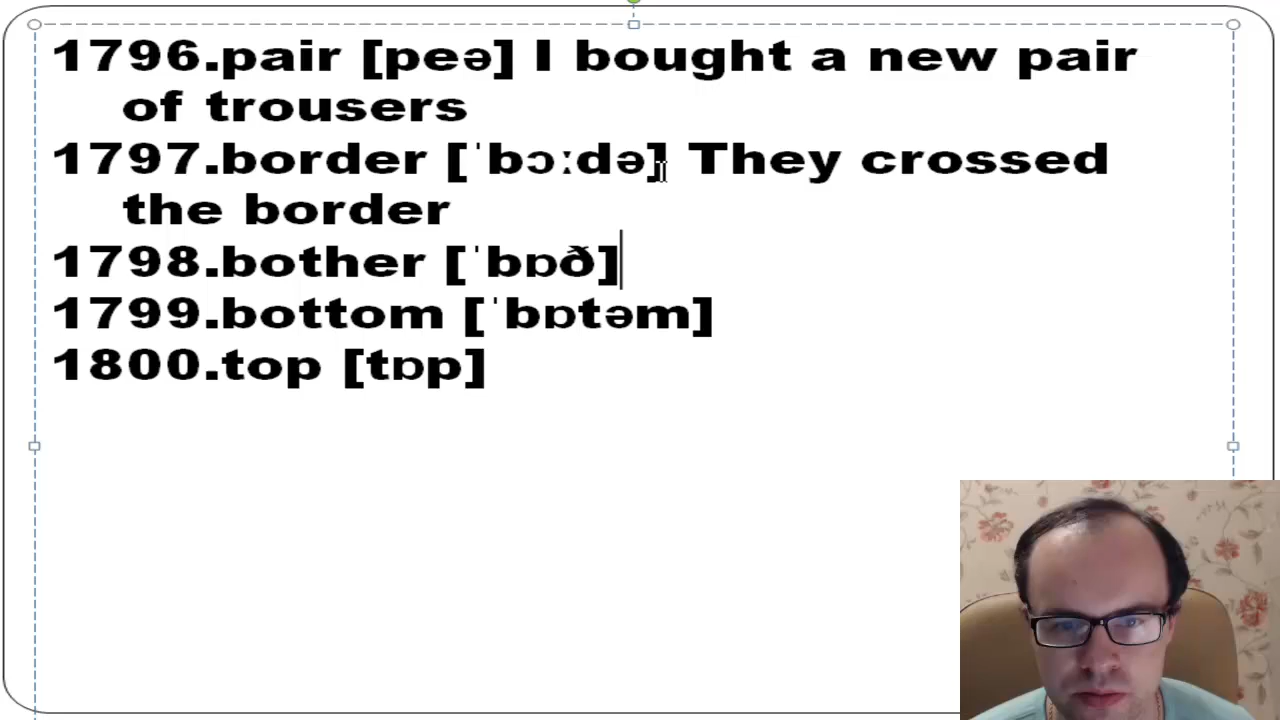 1796.pair [peə] I bought a new pair
of trousers
1797.border [ˈbɔːdə] They crossed
the border
1798.bother [ˈbɒð]
1799.bottom [ˈbɒtəm]
1800.top [tɒp]